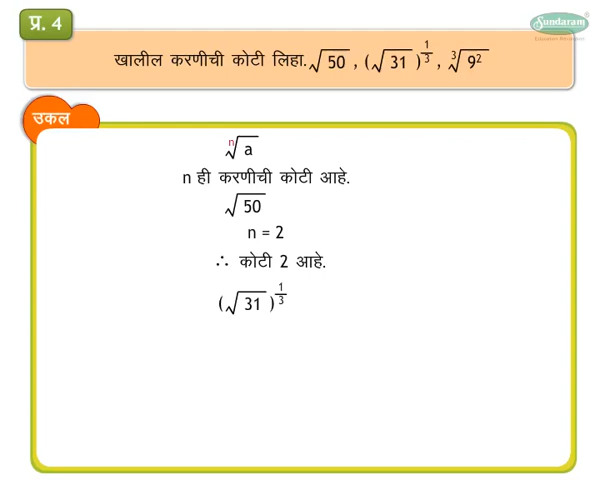 प्र. 4
Sundaram
खालील करणीची कोटी लिहा. √50 , (√31)^(1/3) , ∛9²
उकल
ⁿ√a
n ही करणीची कोटी आहे.
√50
n = 2
∴ कोटी 2 आहे.
(√31)^(1/3)